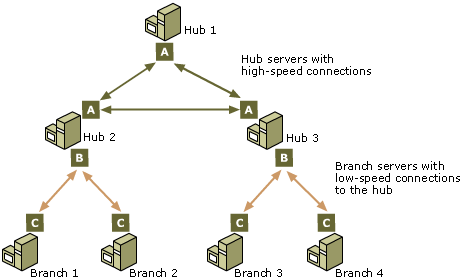 Hub 1
A
Hub servers with
high-speed connections
A
A
Hub 2
Hub 3
B
B
Branch servers with
low-speed connections
to the hub
C
C
C
C
Branch 1
Branch 2
Branch 3
Branch 4